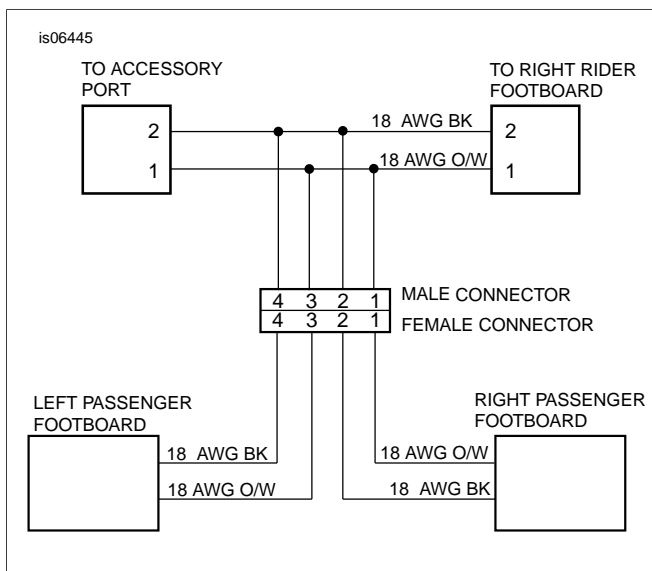 is06445
TO ACCESSORY
PORT
TO RIGHT RIDER
FOOTBOARD
2
18 AWG BK
2
1
18 AWG O/W
1
4 3 2 1
MALE CONNECTOR
4 3 2 1
FEMALE CONNECTOR
LEFT PASSENGER
FOOTBOARD
RIGHT PASSENGER
FOOTBOARD
18 AWG BK
18 AWG O/W
18 AWG O/W
18 AWG BK